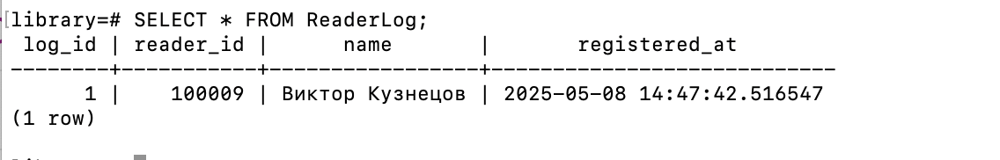 library=# SELECT * FROM ReaderLog;
 log_id | reader_id |      name       |       registered_at
--------+-----------+-----------------+----------------------------
      1 |    100009 | Виктор Кузнецов | 2025-05-08 14:47:42.516547
(1 row)